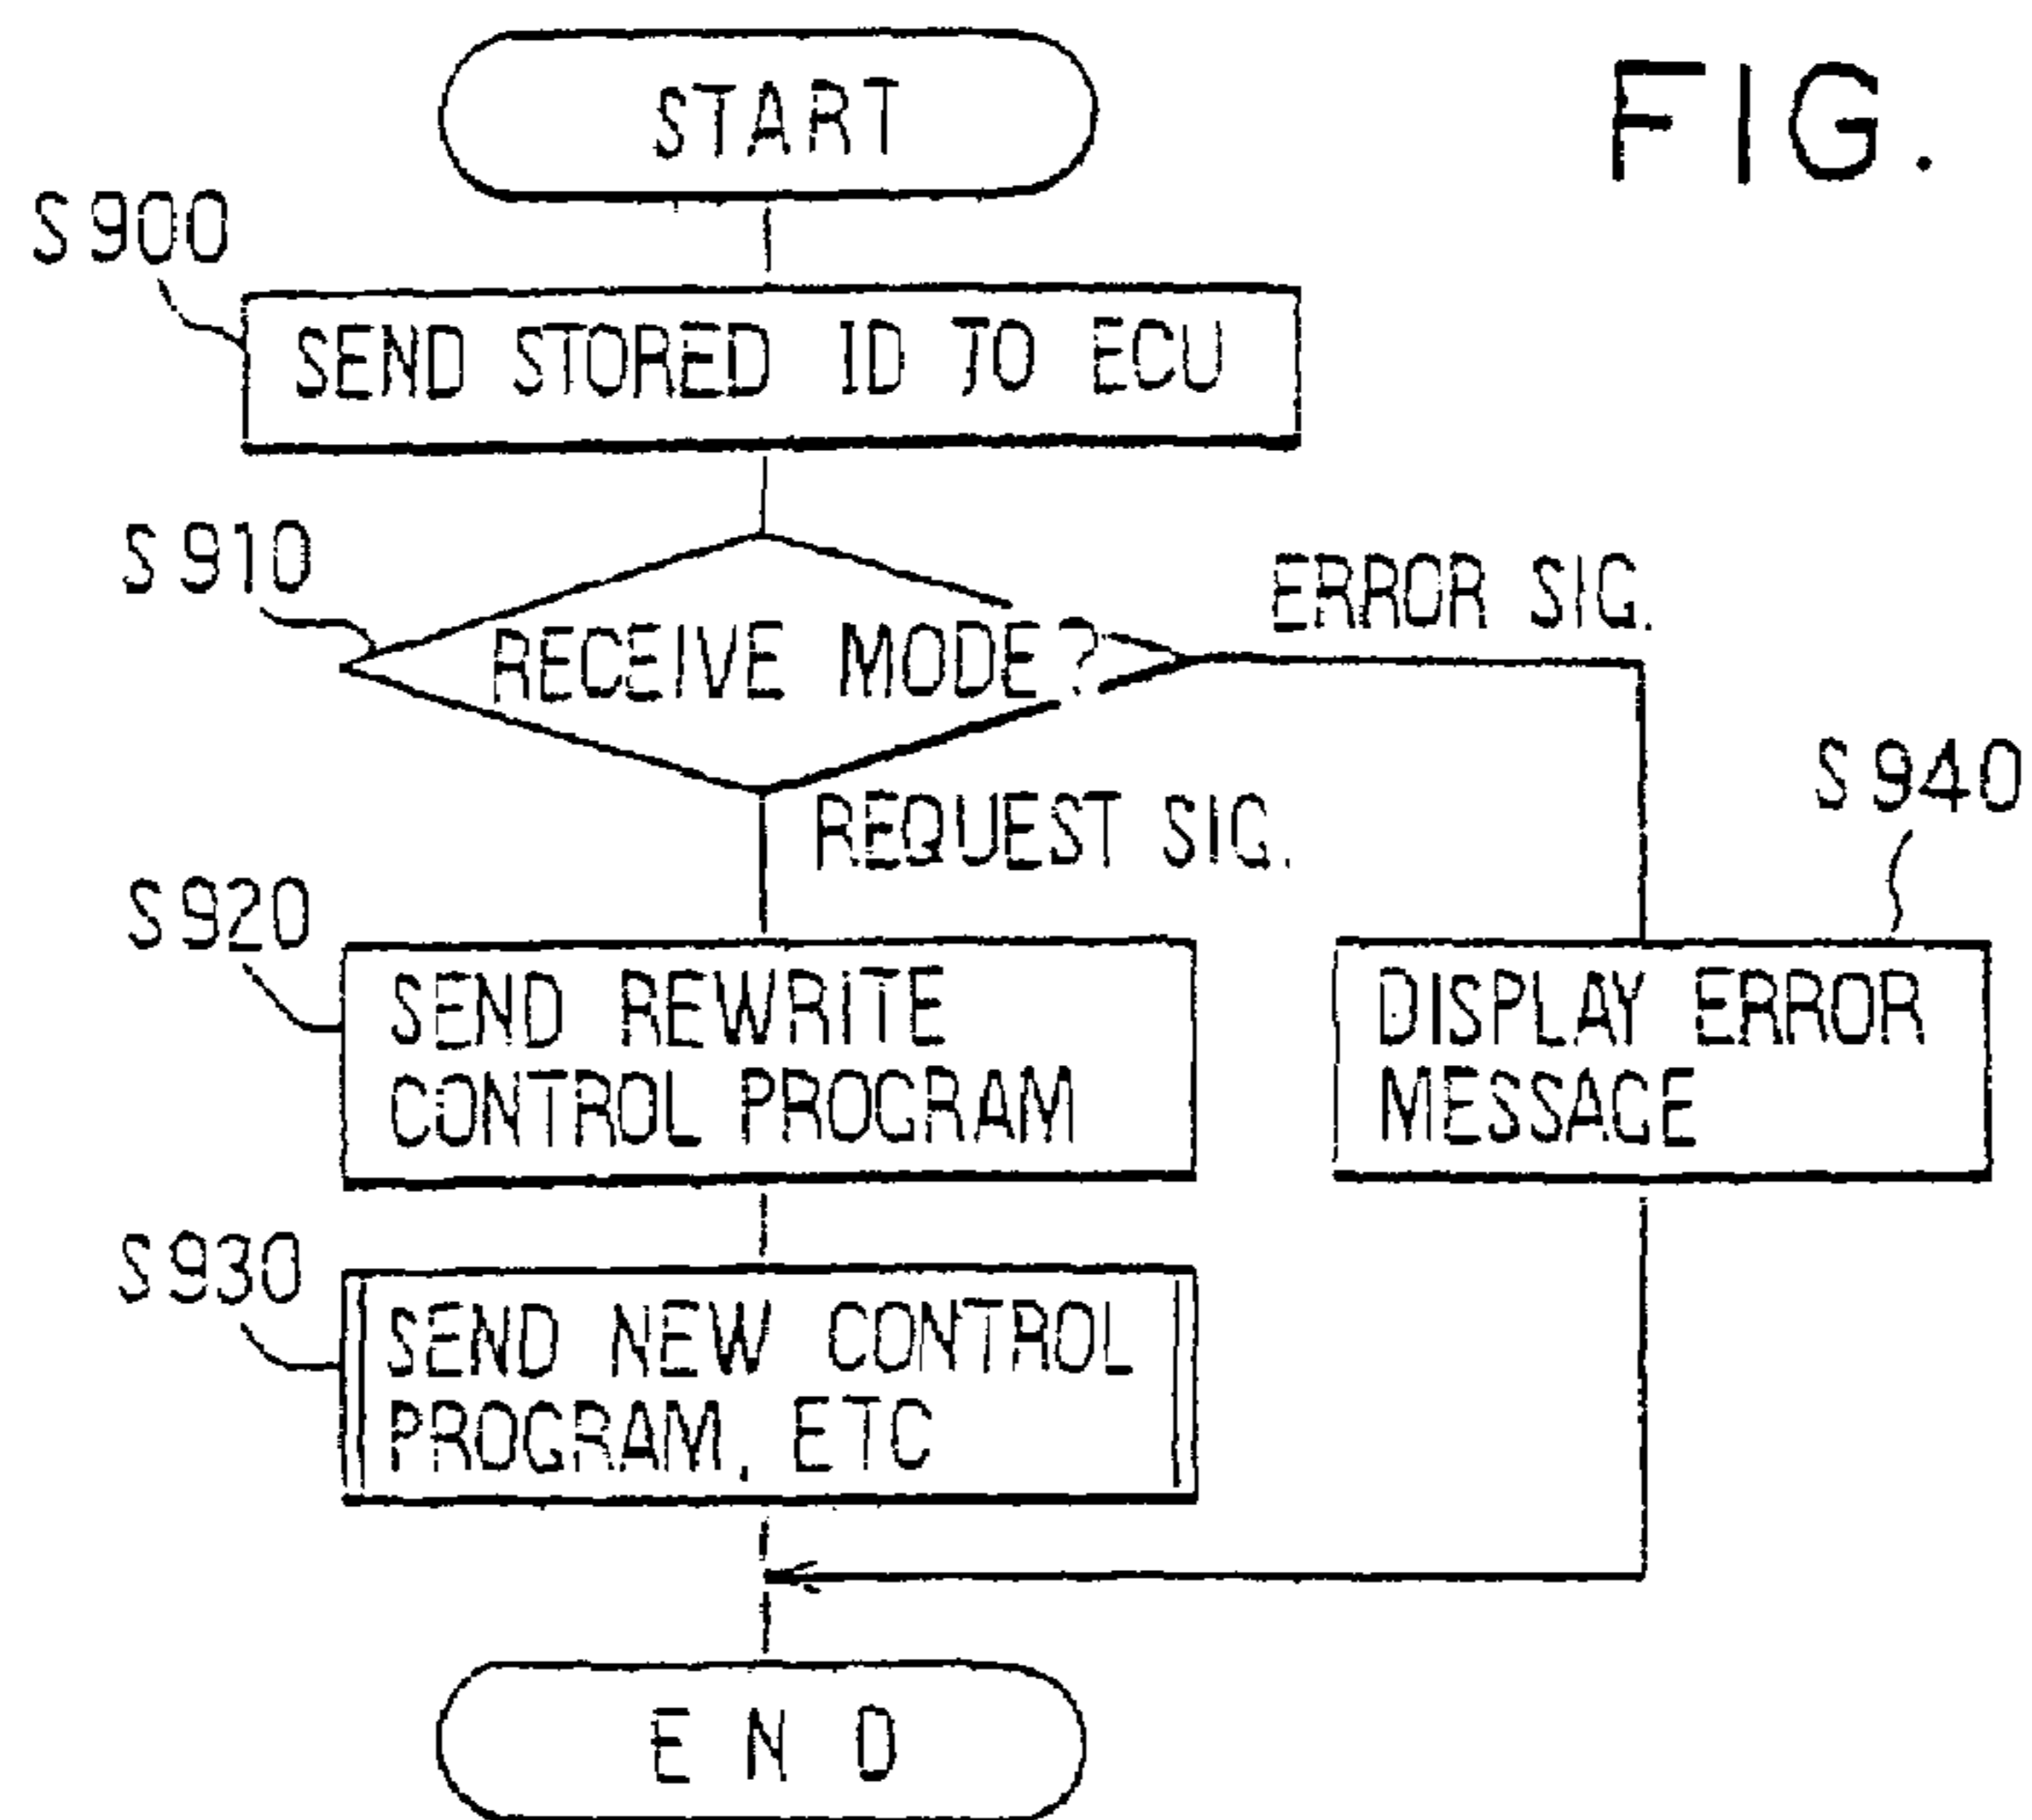 FIG.
START
S900
SEND STORED ID TO ECU
S910
RECEIVE MODE?
ERROR SIG.
REQUEST SIG.
S920
SEND REWRITE
CONTROL PROGRAM
S940
DISPLAY ERROR
MESSAGE
S930
SEND NEW CONTROL
PROGRAM, ETC
END